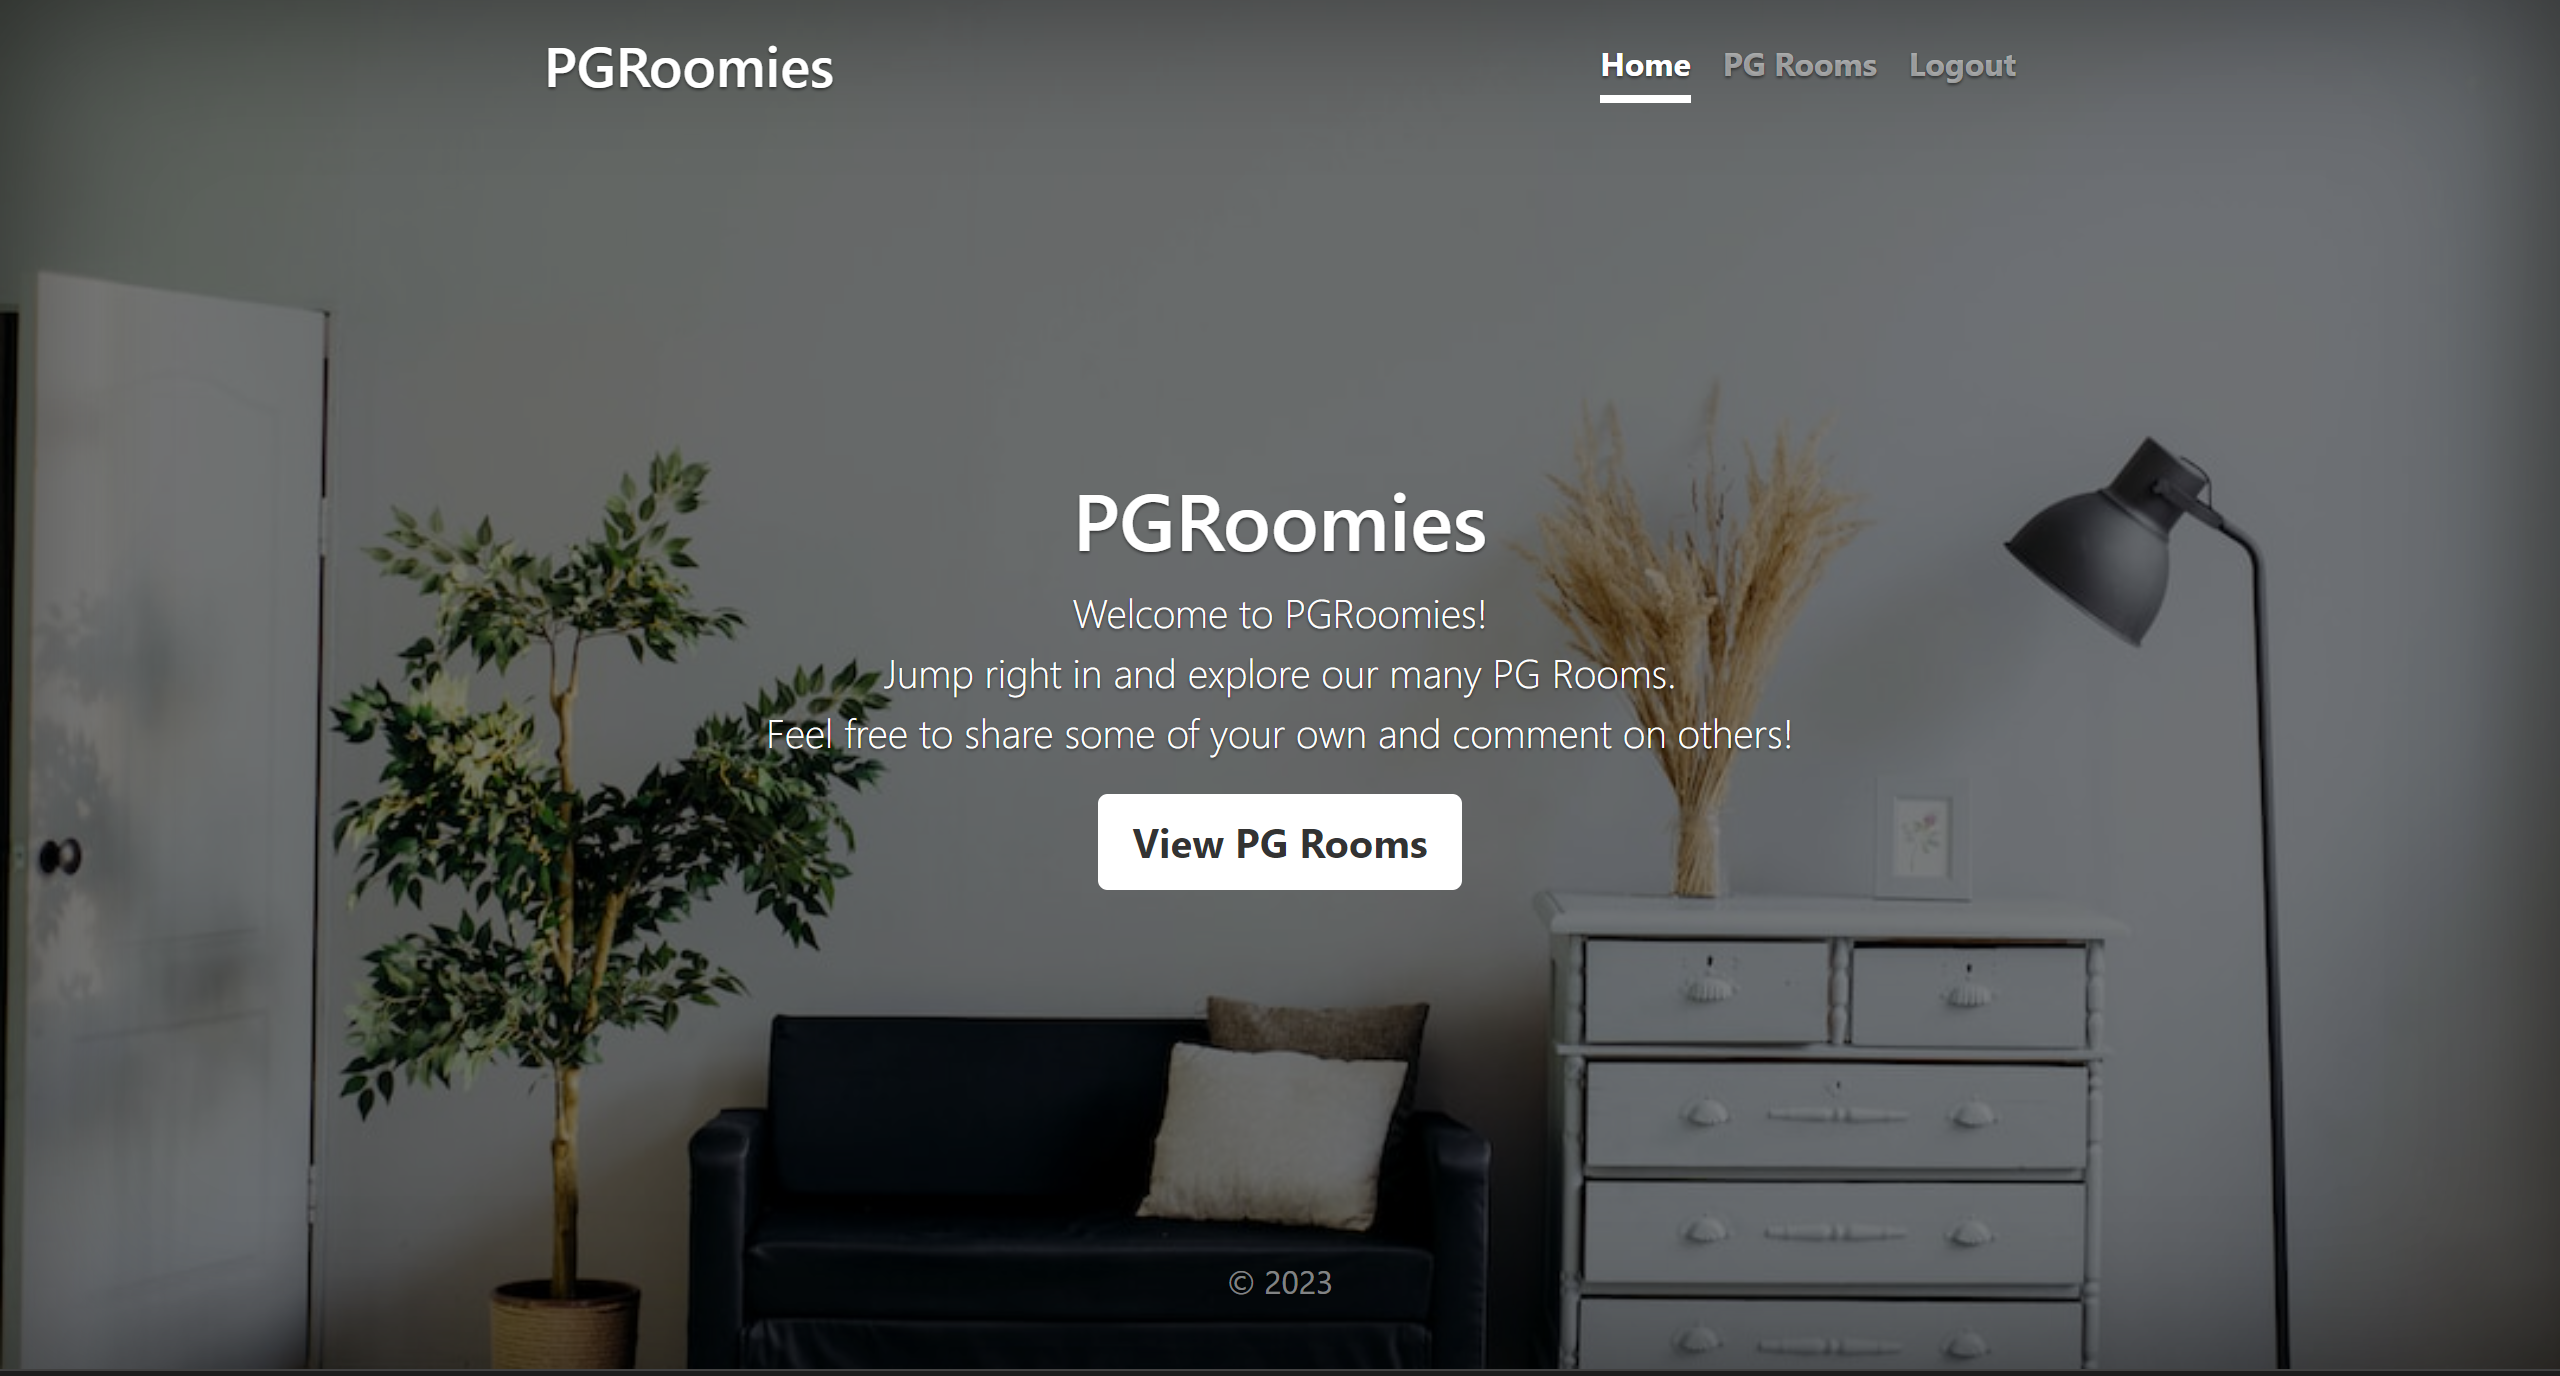 PGRoomies
Home PG Rooms Logout
PGRoomies
Welcome to PGRoomies!
Jump right in and explore our many PG Rooms.
Feel free to share some of your own and comment on others!
View PG Rooms
© 2023